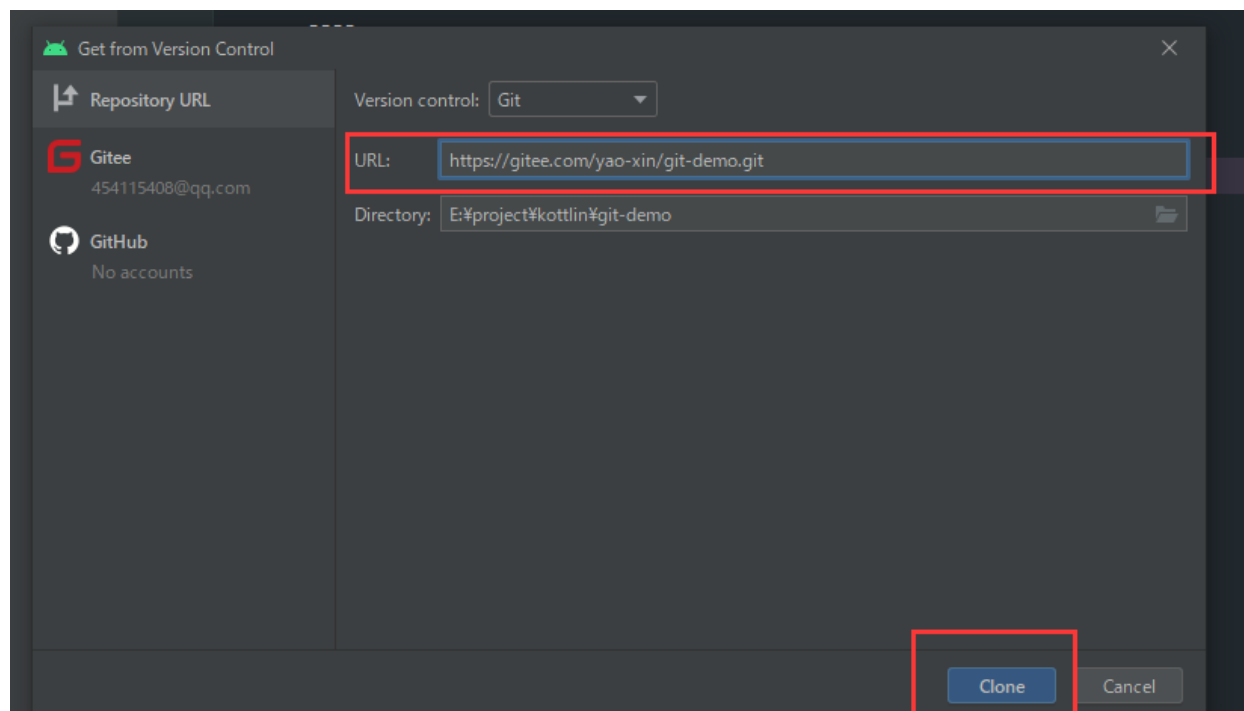 Get from Version Control
Repository URL
Gitee
454115408@qq.com
GitHub
No accounts
Version control: Git
URL: https://gitee.com/yao-xin/git-demo.git
Directory: E:¥project¥kottlin¥git-demo
Clone
Cancel